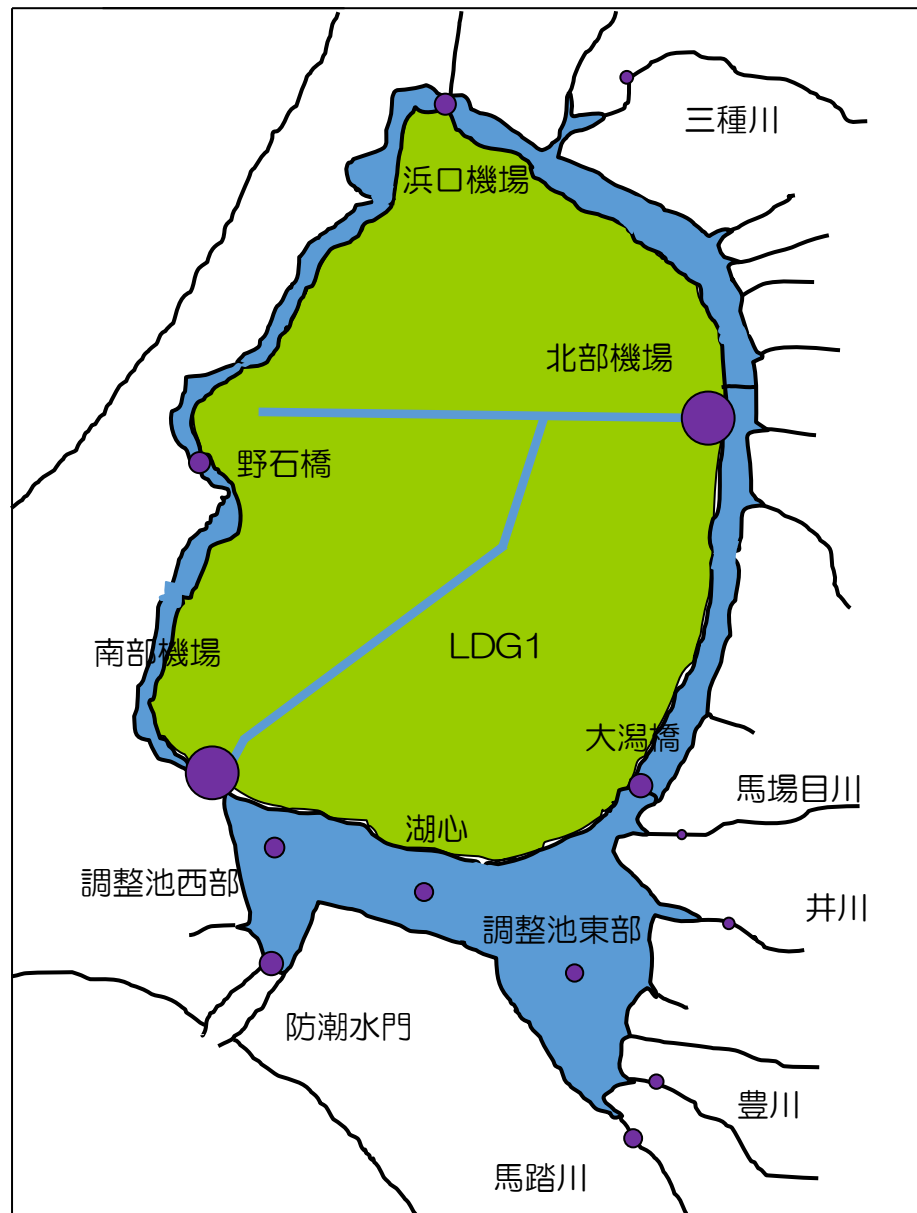 三種川
浜口機場
北部機場
野石橋
南部機場
LDG1
大潟橋
馬場目川
湖心
調整池西部
井川
調整池東部
防潮水門
豊川
馬踏川